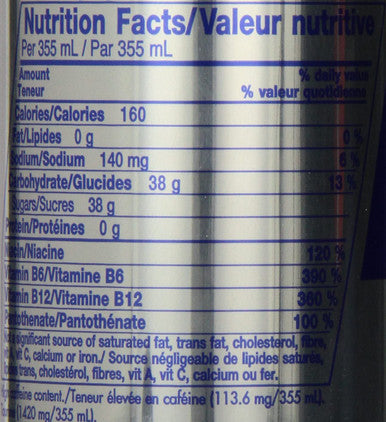 Nutrition Facts/Valeur nutritive
Per 355 mL / Par 355 mL
Amount % daily value
Teneur % valeur quotidienne
Calories/Calories 160
Fat/Lipides 0 g 0 %
Sodium/Sodium 140 mg 6 %
Carbohydrate/Glucides 38 g 13 %
Sugars/Sucres 38 g
Protein/Protéines 0 g
Niacin/Niacine 120 %
Vitamin B6/Vitamine B6 390 %
Vitamin B12/Vitamine B12 360 %
Pantothenate/Pantothénate 100 %
Not a significant source of saturated fat, trans fat, cholesterol, fibre,
vit C, calcium or iron./ Source négligeable de lipides saturés,
trans, cholestérol, fibres, vit A, vit C, calcium ou fer.
caffeine content./Teneur élevée en caféine (113.6 mg/355 mL).
(1420 mg/355 mL).